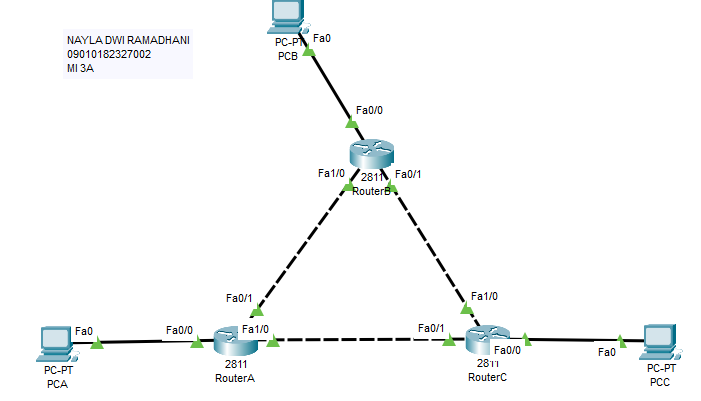 NAYLA DWI RAMADHANI
09010182327002
MI 3A
Fa0
PC-PT
PCB
Fa0/0
Fa1/0
Fa0/1
2811
RouterB
Fa0/1
Fa1/0
Fa0
Fa0/0
Fa1/0
Fa0/1
Fa0/0
Fa0
PC-PT
PCA
2811
RouterA
2811
RouterC
PC-PT
PCC